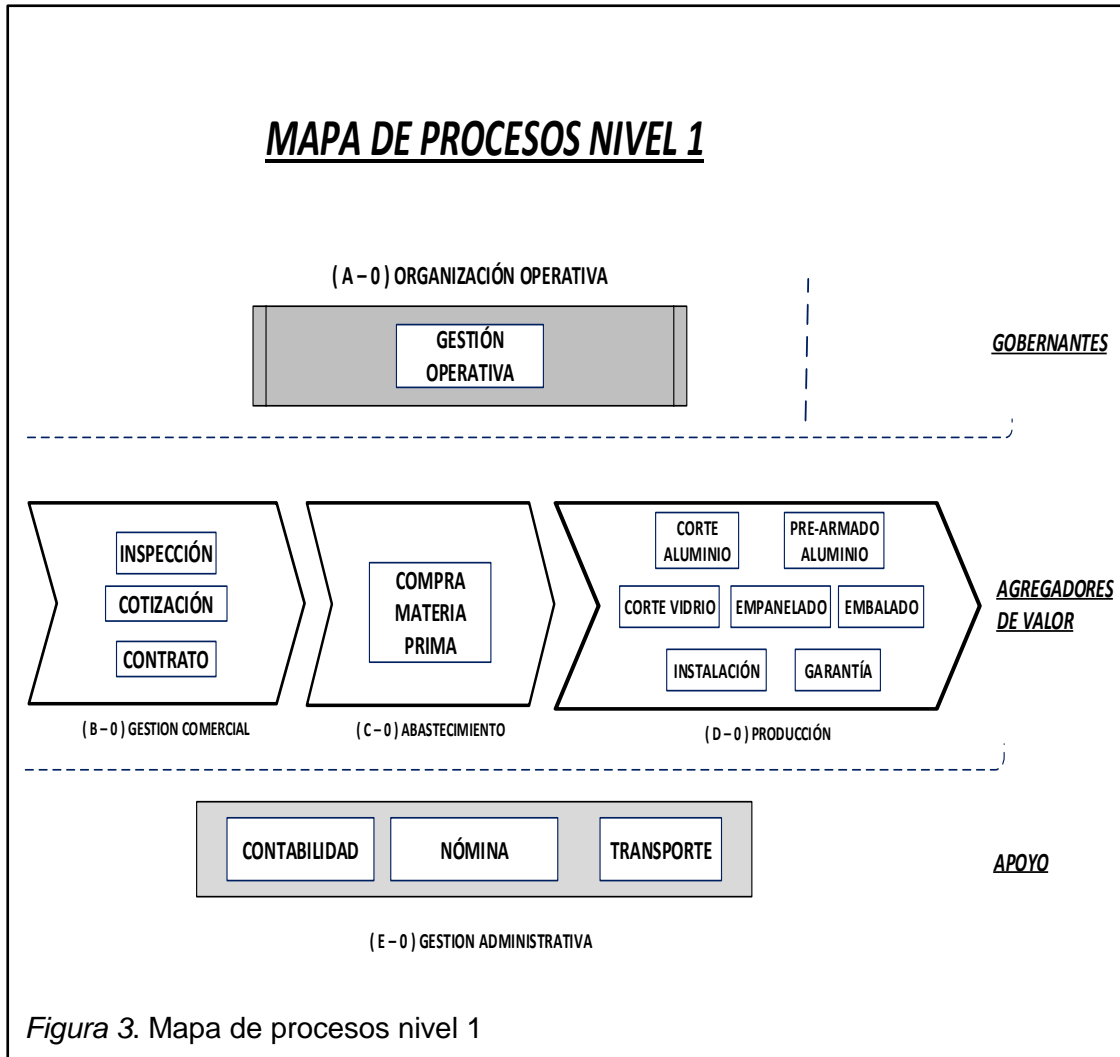 MAPA DE PROCESOS NIVEL 1
( A – 0 ) ORGANIZACIÓN OPERATIVA
GESTIÓN
OPERATIVA
GOBERNANTES
INSPECCIÓN
COTIZACIÓN
CONTRATO
( B – 0 ) GESTION COMERCIAL
COMPRA
MATERIA
PRIMA
( C – 0 ) ABASTECIMIENTO
CORTE
ALUMINIO
PRE-ARMADO
ALUMINIO
CORTE VIDRIO
EMPANELADO
EMBALADO
INSTALACIÓN
GARANTÍA
( D – 0 ) PRODUCCIÓN
AGREGADORES
DE VALOR
CONTABILIDAD
NÓMINA
TRANSPORTE
APOYO
( E – 0 ) GESTION ADMINISTRATIVA
Figura 3. Mapa de procesos nivel 1